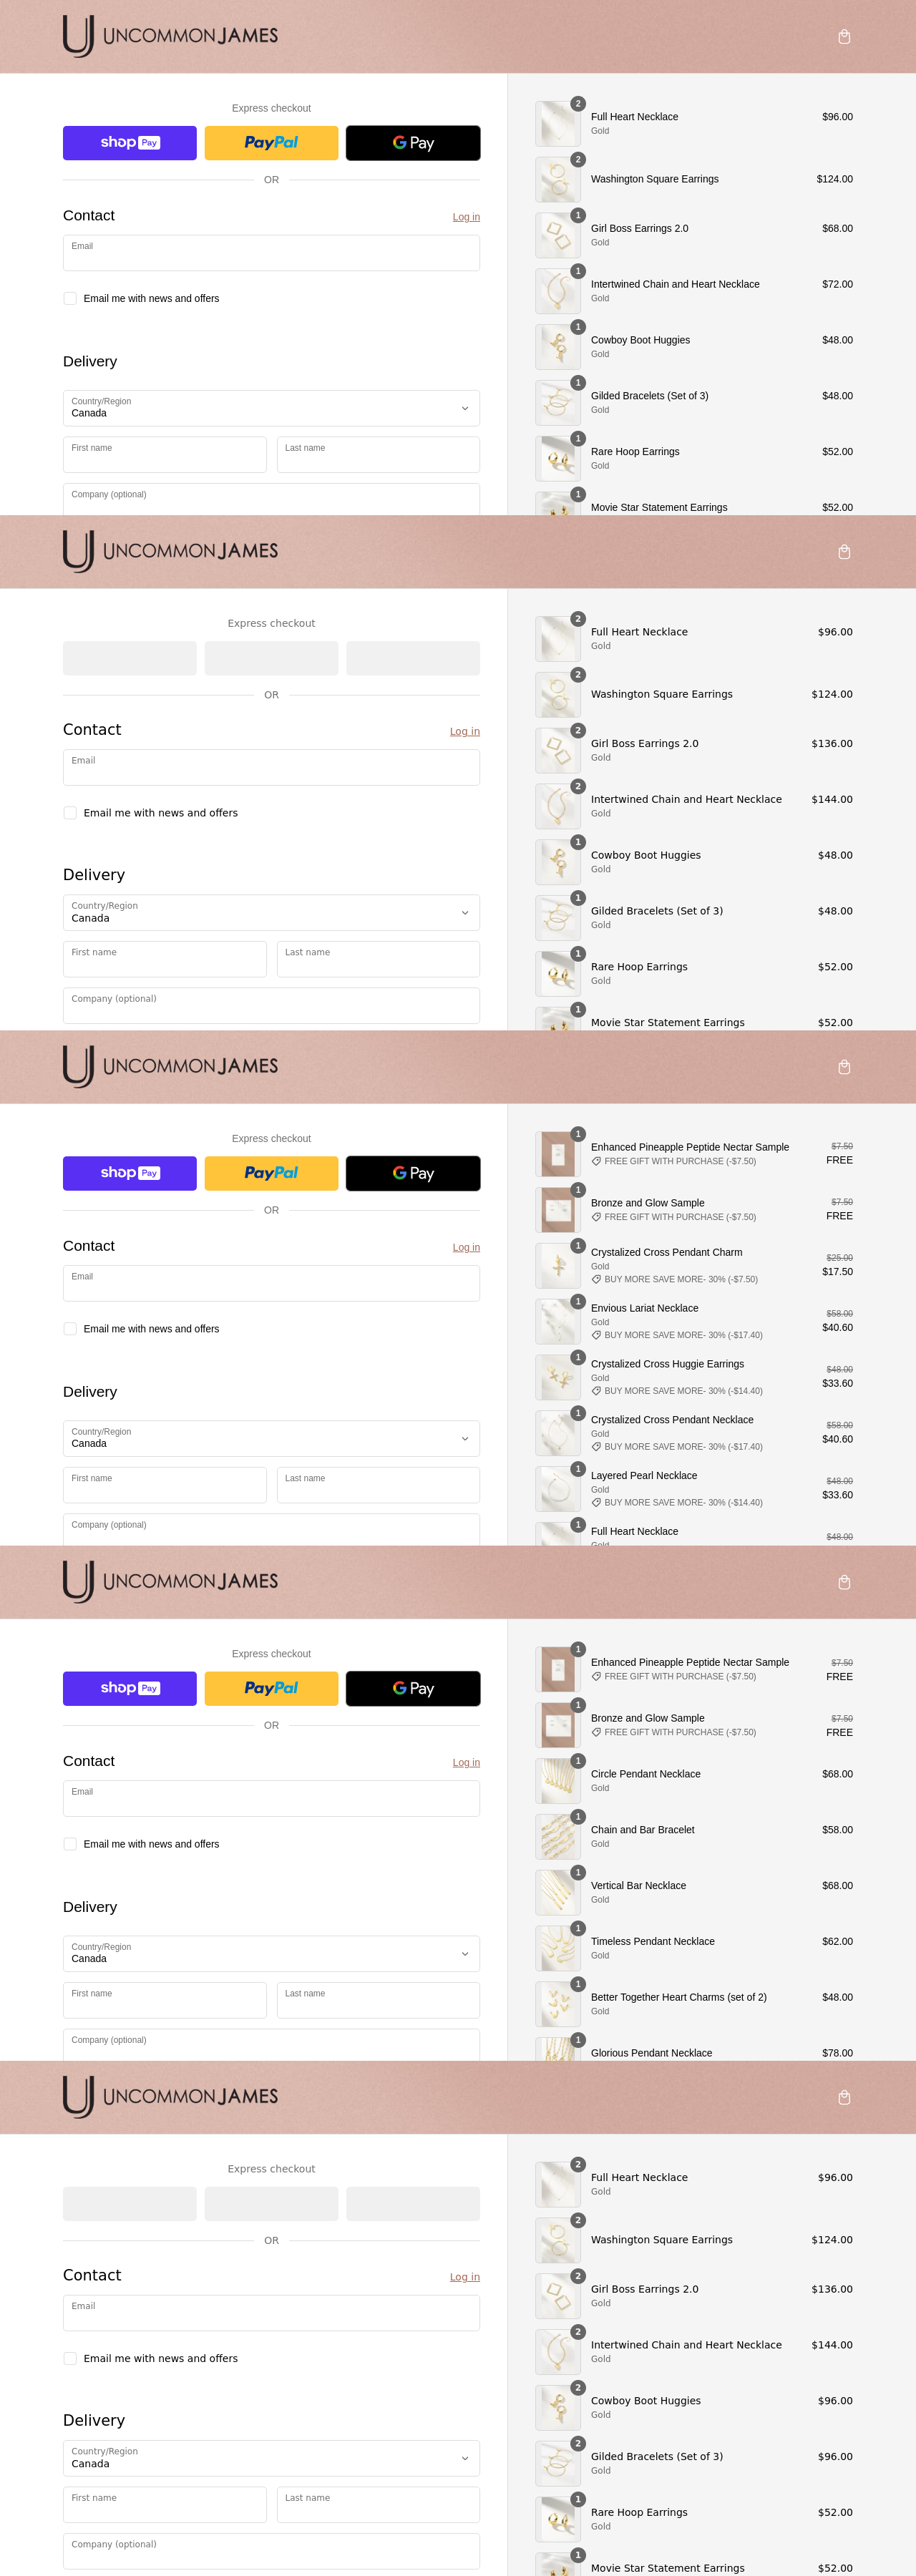 UNCOMMONJAMES
Express checkout
shop Pay
PayPal
G Pay
OR
Contact
Log in
Email
Email me with news and offers
Delivery
Country/Region
Canada
First name
Last name
Company (optional)
2
Full Heart Necklace
$96.00
Gold
2
Washington Square Earrings
$124.00
1
Girl Boss Earrings 2.0
$68.00
Gold
1
Intertwined Chain and Heart Necklace
$72.00
Gold
1
Cowboy Boot Huggies
$48.00
Gold
1
Gilded Bracelets (Set of 3)
$48.00
Gold
1
Rare Hoop Earrings
$52.00
Gold
1
Movie Star Statement Earrings
$52.00
UNCOMMONJAMES
Express checkout
OR
Contact
Log in
Email
Email me with news and offers
Delivery
Country/Region
Canada
First name
Last name
Company (optional)
2
Full Heart Necklace
$96.00
Gold
2
Washington Square Earrings
$124.00
2
Girl Boss Earrings 2.0
$136.00
Gold
2
Intertwined Chain and Heart Necklace
$144.00
Gold
1
Cowboy Boot Huggies
$48.00
Gold
1
Gilded Bracelets (Set of 3)
$48.00
Gold
1
Rare Hoop Earrings
$52.00
Gold
1
Movie Star Statement Earrings
$52.00
UNCOMMONJAMES
Express checkout
shop Pay
PayPal
G Pay
OR
Contact
Log in
Email
Email me with news and offers
Delivery
Country/Region
Canada
First name
Last name
Company (optional)
1
Enhanced Pineapple Peptide Nectar Sample
$7.50
FREE GIFT WITH PURCHASE (-$7.50)
FREE
1
Bronze and Glow Sample
$7.50
FREE GIFT WITH PURCHASE (-$7.50)
FREE
1
Crystalized Cross Pendant Charm
$25.00
Gold
$17.50
BUY MORE SAVE MORE- 30% (-$7.50)
1
Envious Lariat Necklace
$58.00
Gold
$40.60
BUY MORE SAVE MORE- 30% (-$17.40)
1
Crystalized Cross Huggie Earrings
$48.00
Gold
$33.60
BUY MORE SAVE MORE- 30% (-$14.40)
1
Crystalized Cross Pendant Necklace
$58.00
Gold
$40.60
BUY MORE SAVE MORE- 30% (-$17.40)
1
Layered Pearl Necklace
$48.00
Gold
$33.60
BUY MORE SAVE MORE- 30% (-$14.40)
1
Full Heart Necklace
$48.00
Gold
UNCOMMONJAMES
Express checkout
shop Pay
PayPal
G Pay
OR
Contact
Log in
Email
Email me with news and offers
Delivery
Country/Region
Canada
First name
Last name
Company (optional)
1
Enhanced Pineapple Peptide Nectar Sample
$7.50
FREE GIFT WITH PURCHASE (-$7.50)
FREE
1
Bronze and Glow Sample
$7.50
FREE GIFT WITH PURCHASE (-$7.50)
FREE
1
Circle Pendant Necklace
$68.00
Gold
1
Chain and Bar Bracelet
$58.00
Gold
1
Vertical Bar Necklace
$68.00
Gold
1
Timeless Pendant Necklace
$62.00
Gold
1
Better Together Heart Charms (set of 2)
$48.00
Gold
1
Glorious Pendant Necklace
$78.00
UNCOMMONJAMES
Express checkout
OR
Contact
Log in
Email
Email me with news and offers
Delivery
Country/Region
Canada
First name
Last name
Company (optional)
2
Full Heart Necklace
$96.00
Gold
2
Washington Square Earrings
$124.00
2
Girl Boss Earrings 2.0
$136.00
Gold
2
Intertwined Chain and Heart Necklace
$144.00
Gold
2
Cowboy Boot Huggies
$96.00
Gold
2
Gilded Bracelets (Set of 3)
$96.00
Gold
1
Rare Hoop Earrings
$52.00
Gold
1
Movie Star Statement Earrings
$52.00